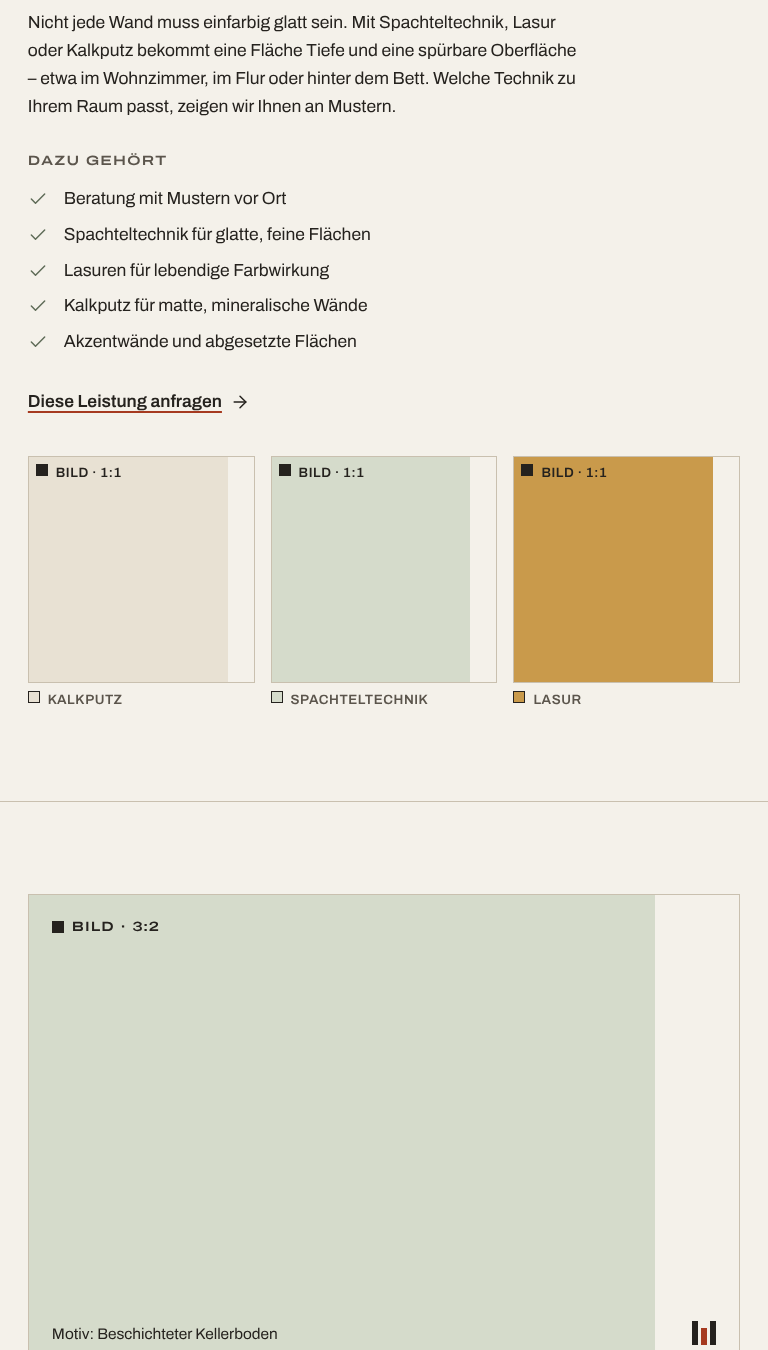 Nicht jede Wand muss einfarbig glatt sein. Mit Spachteltechnik, Lasur
oder Kalkputz bekommt eine Fläche Tiefe und eine spürbare Oberfläche
– etwa im Wohnzimmer, im Flur oder hinter dem Bett. Welche Technik zu
Ihrem Raum passt, zeigen wir Ihnen an Mustern.
DAZU GEHÖRT
Beratung mit Mustern vor Ort
Spachteltechnik für glatte, feine Flächen
Lasuren für lebendige Farbwirkung
Kalkputz für matte, mineralische Wände
Akzentwände und abgesetzte Flächen
Diese Leistung anfragen
BILD · 1:1
BILD · 1:1
BILD · 1:1
KALKPUTZ
SPACHTELTECHNIK
LASUR
BILD · 3:2
Motiv: Beschichteter Kellerboden